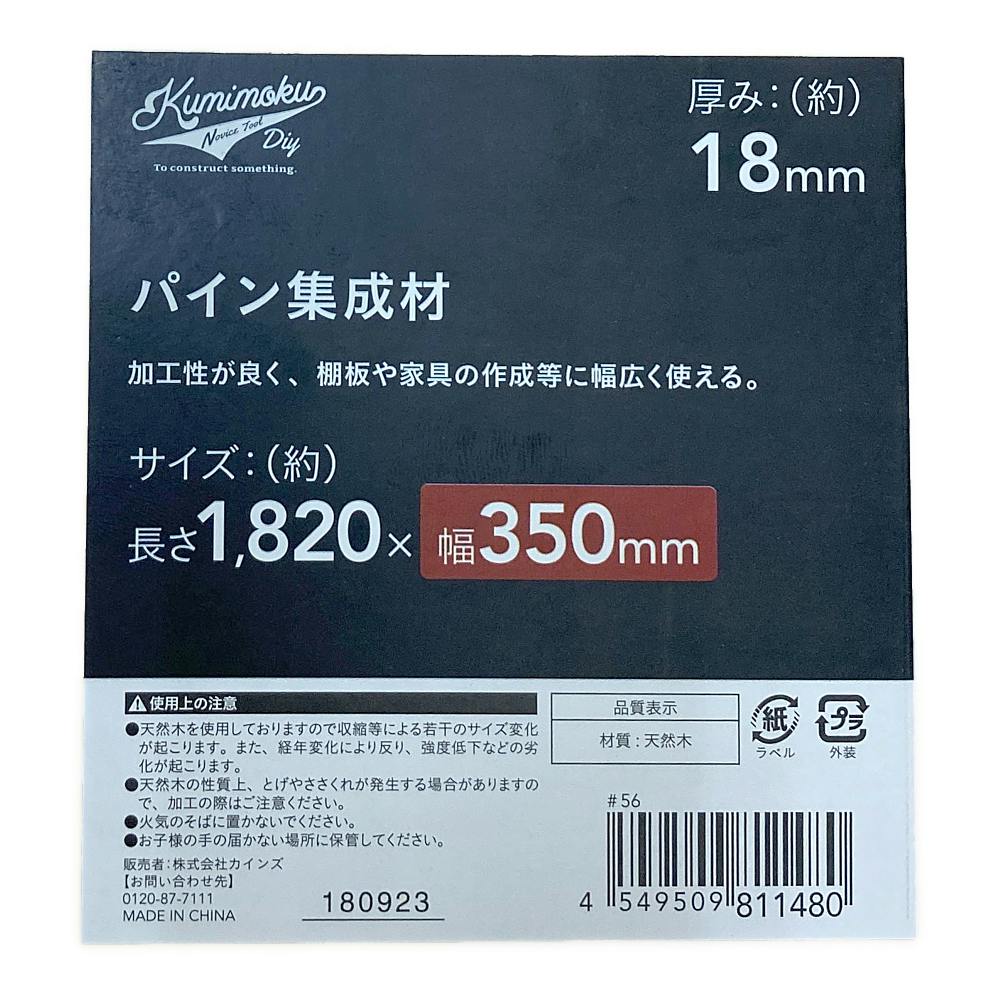 Kumimoku
Novice Tool
Diy
To construct something.
厚み：（約）
18mm
パイン集成材
加工性が良く、棚板や家具の作成等に幅広く使える。
サイズ：（約）
長さ1,820×幅350mm
使用上の注意
●天然木を使用しておりますので収縮等による若干のサイズ変化
が起こります。また、経年変化により反り、強度低下などの劣
化が起こります。
●天然木の性質上、とげやささくれが発生する場合がありますの
で、加工の際はご注意ください。
●火気のそばに置かないでください。
●お子様の手の届かない場所に保管してください。
販売者：株式会社カインズ
【お問い合わせ先】
0120-87-7111
MADE IN CHINA
180923
品質表示
材質：天然木
紙
ラベル
プラ
外装
#56
4 549509 811480